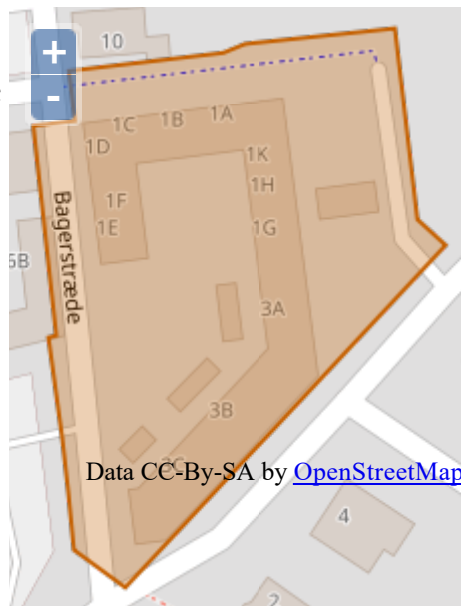 +
-
10
1C
1B
1A
1D
1K
1H
1F
1E
1G
Bagerstræde
3A
3B
3C
Data CC-By-SA by OpenStreetMap
4
2